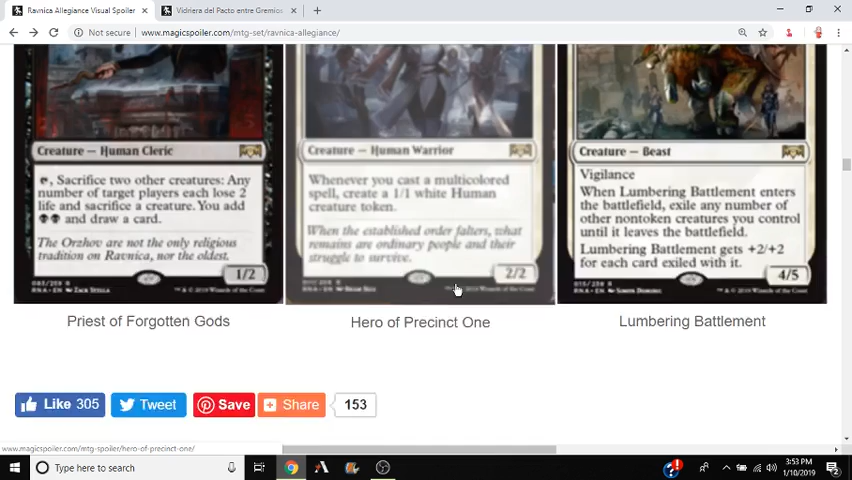 Ravnica Allegiance Visual Spoiler
Vidriera del Pacto entre Gremios
Not secure
www.magicspoiler.com/mtg-set/ravnica-allegiance/
Creature — Human Cleric
, Sacrifice two other creatures: Any
number of target players each lose 2
life and sacrifice a creature. You add
and draw a card.
The Orzhov are not the only religious
tradition on Ravnica, nor the oldest.
1/2
Creature — Human Warrior
Whenever you cast a multicolored
spell, create a 1/1 white Human
creature token.
When the established order falters, what
remains are ordinary people and their
struggle to survive.
2/2
Creature — Beast
Vigilance
When Lumbering Battlement enters
the battlefield, exile any number of
other nontoken creatures you control
until it leaves the battlefield.
Lumbering Battlement gets +2/+2
for each card exiled with it.
4/5
Priest of Forgotten Gods
Hero of Precinct One
Lumbering Battlement
Like 305
Tweet
Save
Share
153
www.magicspoiler.com/mtg-spoiler/hero-of-precinct-one/
Type here to search
3:53 PM
1/10/2019